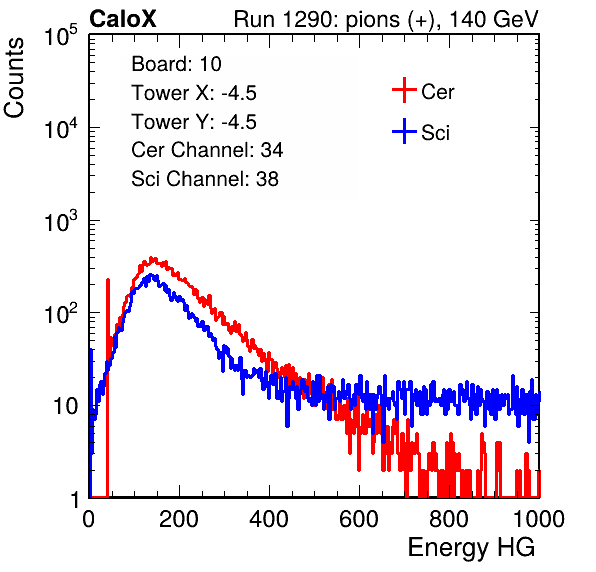 CaloX Run 1290: pions (+), 140 GeV
Counts
10^5
10^4
10^3
10^2
10
1
Board: 10
Tower X: -4.5
Tower Y: -4.5
Cer Channel: 34
Sci Channel: 38
Cer
Sci
0 200 400 600 800 1000
Energy HG